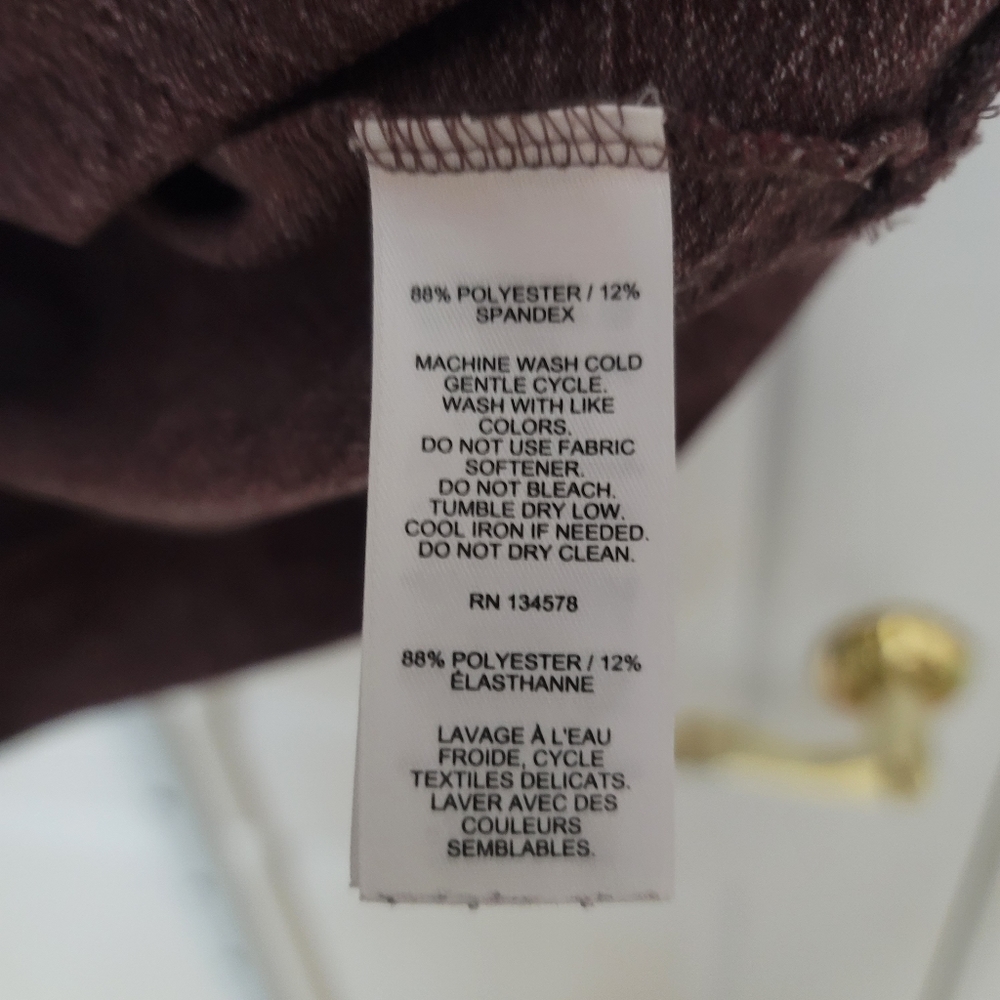 88% POLYESTER / 12%
SPANDEX
MACHINE WASH COLD
GENTLE CYCLE.
WASH WITH LIKE
COLORS.
DO NOT USE FABRIC
SOFTENER.
DO NOT BLEACH.
TUMBLE DRY LOW.
COOL IRON IF NEEDED.
DO NOT DRY CLEAN.
RN 134578
88% POLYESTER / 12%
ÉLASTHANNE
LAVAGE À L'EAU
FROIDE, CYCLE
TEXTILES DELICATS.
LAVER AVEC DES
COULEURS
SEMBLABLES.